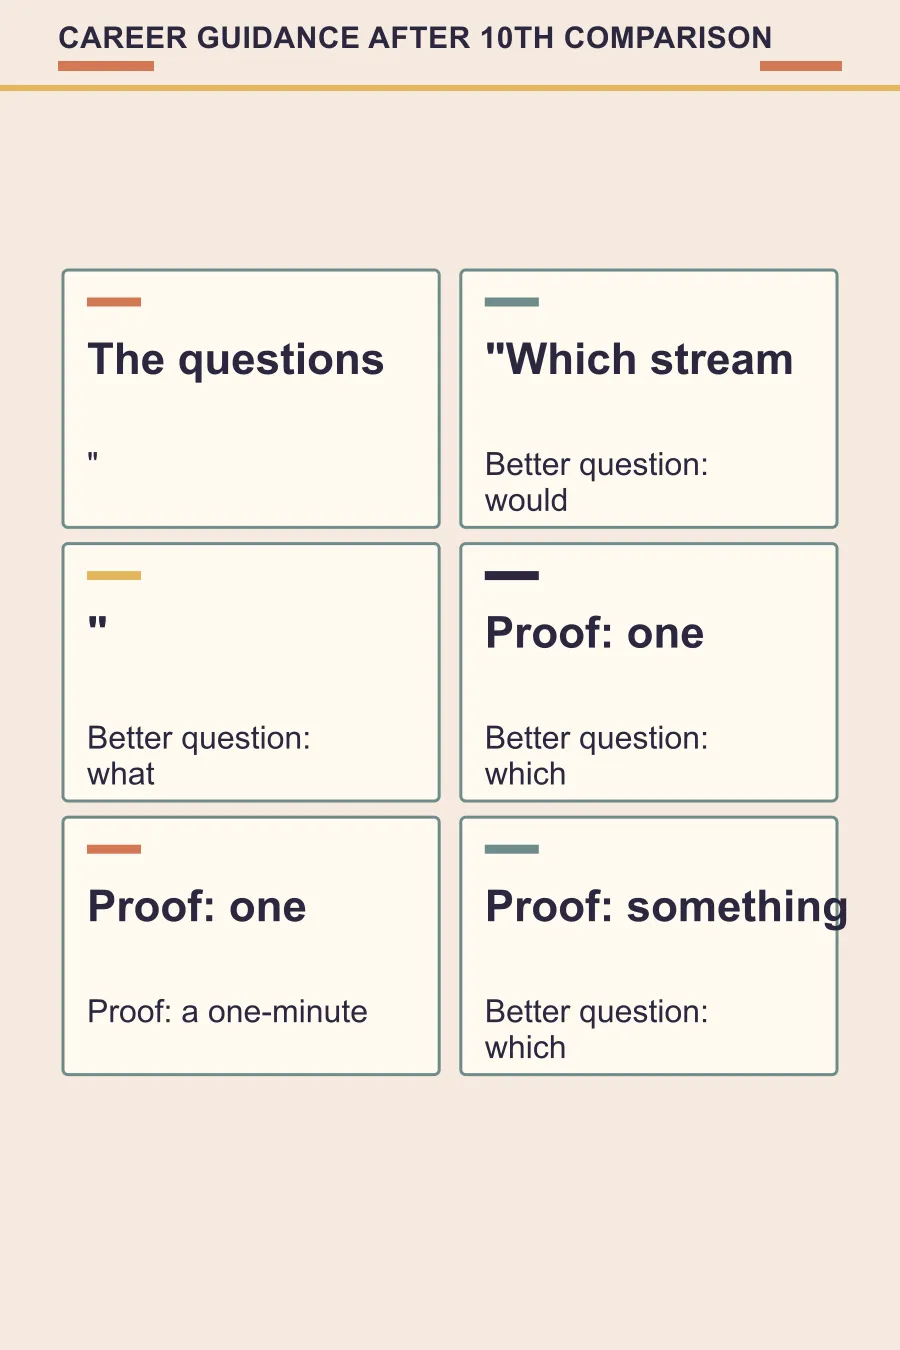 CAREER GUIDANCE AFTER 10TH COMPARISON
The questions
"
"Which stream
Better question:
would
"
Better question:
what
Proof: one
Better question:
which
Proof: one
Proof: a one-minute
Proof: something
Better question:
which